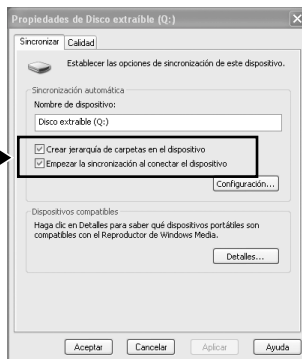 Propiedades de Disco extraíble (Q:)
Sincronizar Calidad
Establecer las opciones de sincronización de este dispositivo.
Sincronización automática
Nombre de dispositivo:
Disco extraíble (Q:)
Crear jerarquía de carpetas en el dispositivo
Empezar la sincronización al conectar el dispositivo
Configuración...
Dispositivos compatibles
Haga clic en Detalles para saber qué dispositivos portátiles son
compatibles con el Reproductor de Windows Media.
Detalles...
Aceptar Cancelar Aplicar Ayuda